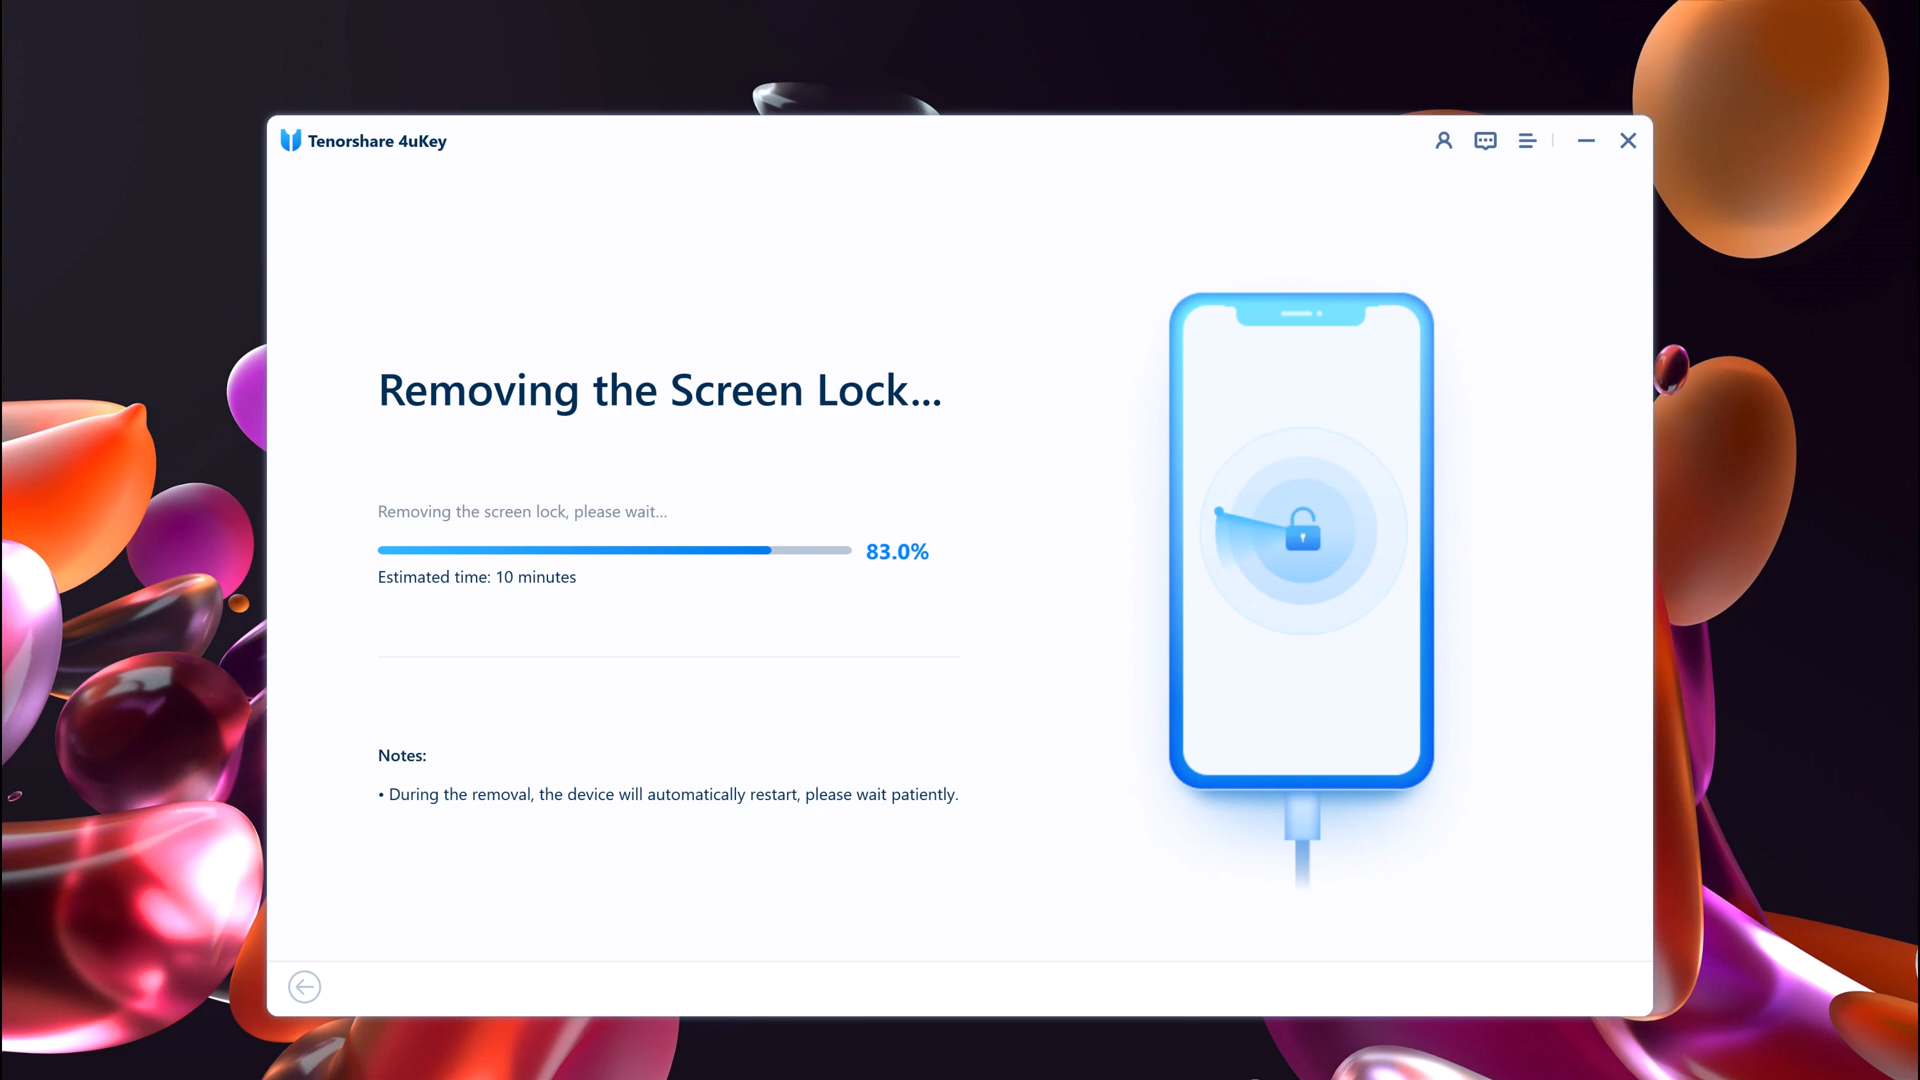 Tenorshare 4uKey
Removing the Screen Lock...
Removing the screen lock, please wait...
83.0%
Estimated time: 10 minutes
Notes:
• During the removal, the device will automatically restart, please wait patiently.